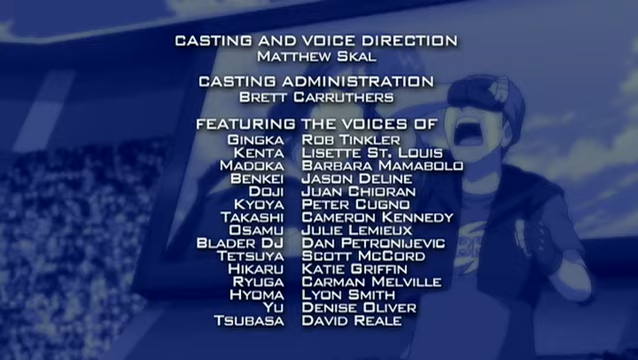 CASTING AND VOICE DIRECTION
MATTHEW SKAL
CASTING ADMINISTRATION
BRETT CARRUTHERS
FEATURING THE VOICES OF
GINGKA ROB TINKLER
KENTA LISETTE ST. LOUIS
MADOKA BARBARA MAMABOLO
BENKEI JASON DELINE
DOJI JUAN CHIORAN
KYOYA PETER CUGNO
TAKASHI CAMERON KENNEDY
OSAMU JULIE LEMIEUX
BLADER DJ DAN PETRONIJEVIC
TETSUYA SCOTT MCCORD
HIKARU KATIE GRIFFIN
RYUGA CARMAN MELVILLE
HYOMA LYON SMITH
YU DENISE OLIVER
TSUBASA DAVID REALE